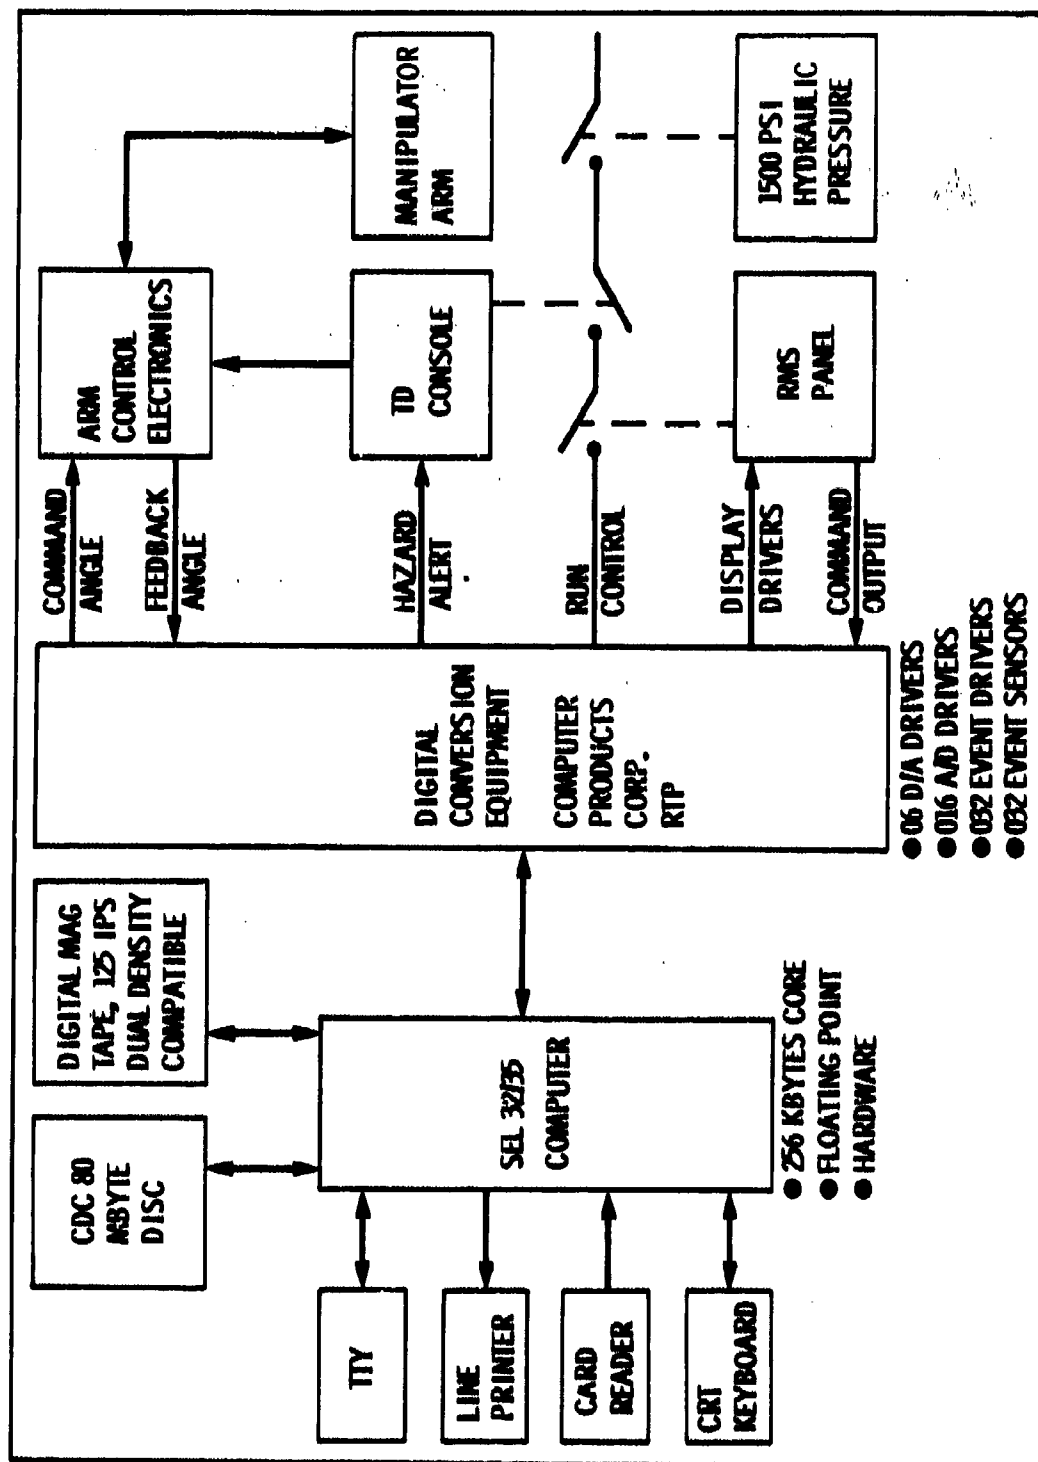 CDC 80
MBYTE
DISC
DIGITAL MAG
TAPE, 125 IPS
DUAL DENSITY
COMPATIBLE
TTY
LINE
PRINTER
CARD
READER
CRT
KEYBOARD
SEL 32/35
COMPUTER
● 256 KBYTES CORE
● FLOATING POINT
● HARDWARE
DIGITAL
CONVERSION
EQUIPMENT
COMPUTER
PRODUCTS
CORP.
RTP
● 06 D/A DRIVERS
● 016 A/D DRIVERS
● 032 EVENT DRIVERS
● 032 EVENT SENSORS
COMMAND
ANGLE
FEEDBACK
ANGLE
HAZARD
ALERT
RUN
CONTROL
DISPLAY
DRIVERS
COMMAND
OUTPUT
ARM
CONTROL
ELECTRONICS
TD
CONSOLE
RMS
PANEL
MANIPULATOR
ARM
1500 PSI
HYDRAULIC
PRESSURE